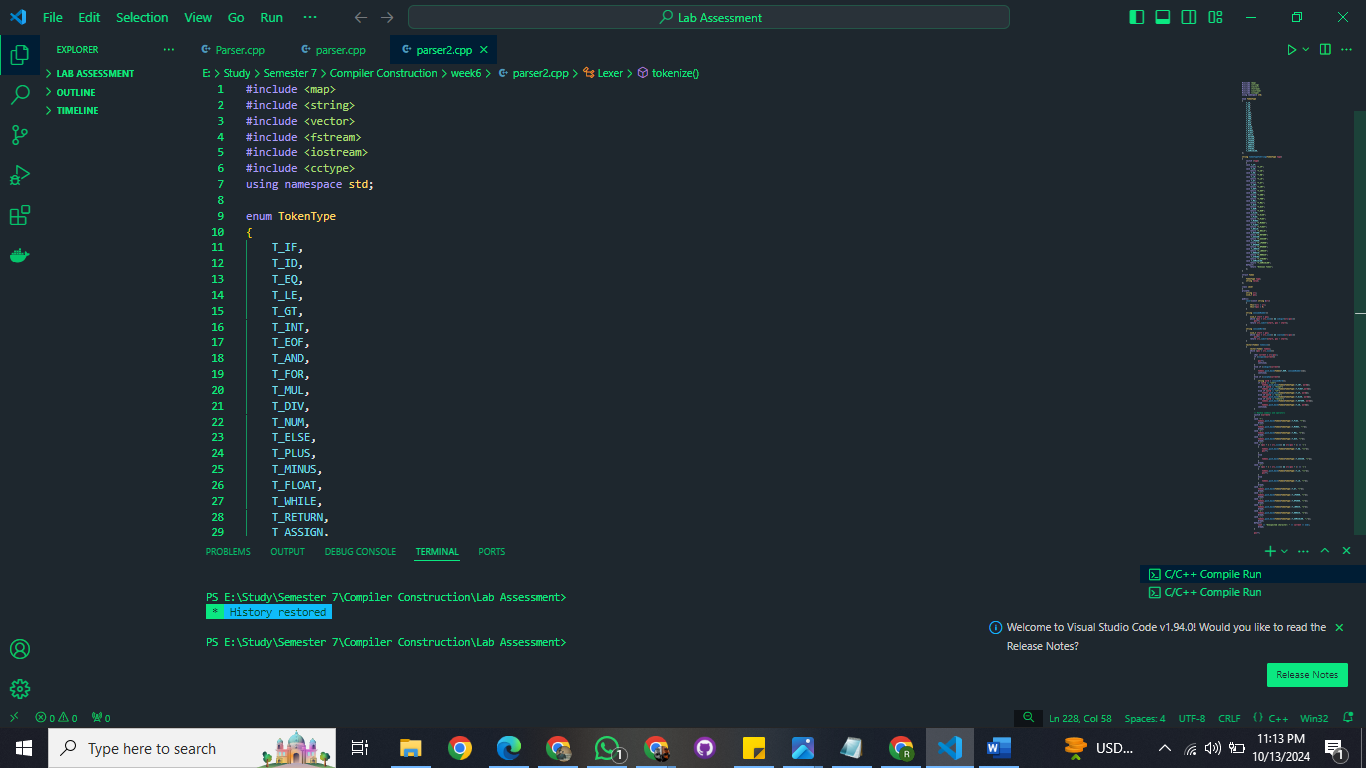 File Edit Selection View Go Run ··· Lab Assessment
EXPLORER ···
LAB ASSESSMENT
OUTLINE
TIMELINE
Parser.cpp parser.cpp parser2.cpp
E: > Study > Semester 7 > Compiler Construction > week6 > parser2.cpp > Lexer > tokenize()
1 #include <map>
2 #include <string>
3 #include <vector>
4 #include <fstream>
5 #include <iostream>
6 #include <cctype>
7 using namespace std;
8
9 enum TokenType
10 {
11 T_IF,
12 T_ID,
13 T_EQ,
14 T_LE,
15 T_GT,
16 T_INT,
17 T_EOF,
18 T_AND,
19 T_FOR,
20 T_MUL,
21 T_DIV,
22 T_NUM,
23 T_ELSE,
24 T_PLUS,
25 T_MINUS,
26 T_FLOAT,
27 T_WHILE,
28 T_RETURN,
29 T_ASSIGN,
PROBLEMS OUTPUT DEBUG CONSOLE TERMINAL PORTS
PS E:\Study\Semester 7\Compiler Construction\Lab Assessment>
* History restored
PS E:\Study\Semester 7\Compiler Construction\Lab Assessment>
C/C++ Compile Run
C/C++ Compile Run
Welcome to Visual Studio Code v1.94.0! Would you like to read the
Release Notes?
Release Notes
0 0 0 Ln 228, Col 58 Spaces: 4 UTF-8 CRLF {} C++ Win32
Type here to search 1 R W USD... 11:13 PM
10/13/2024 1